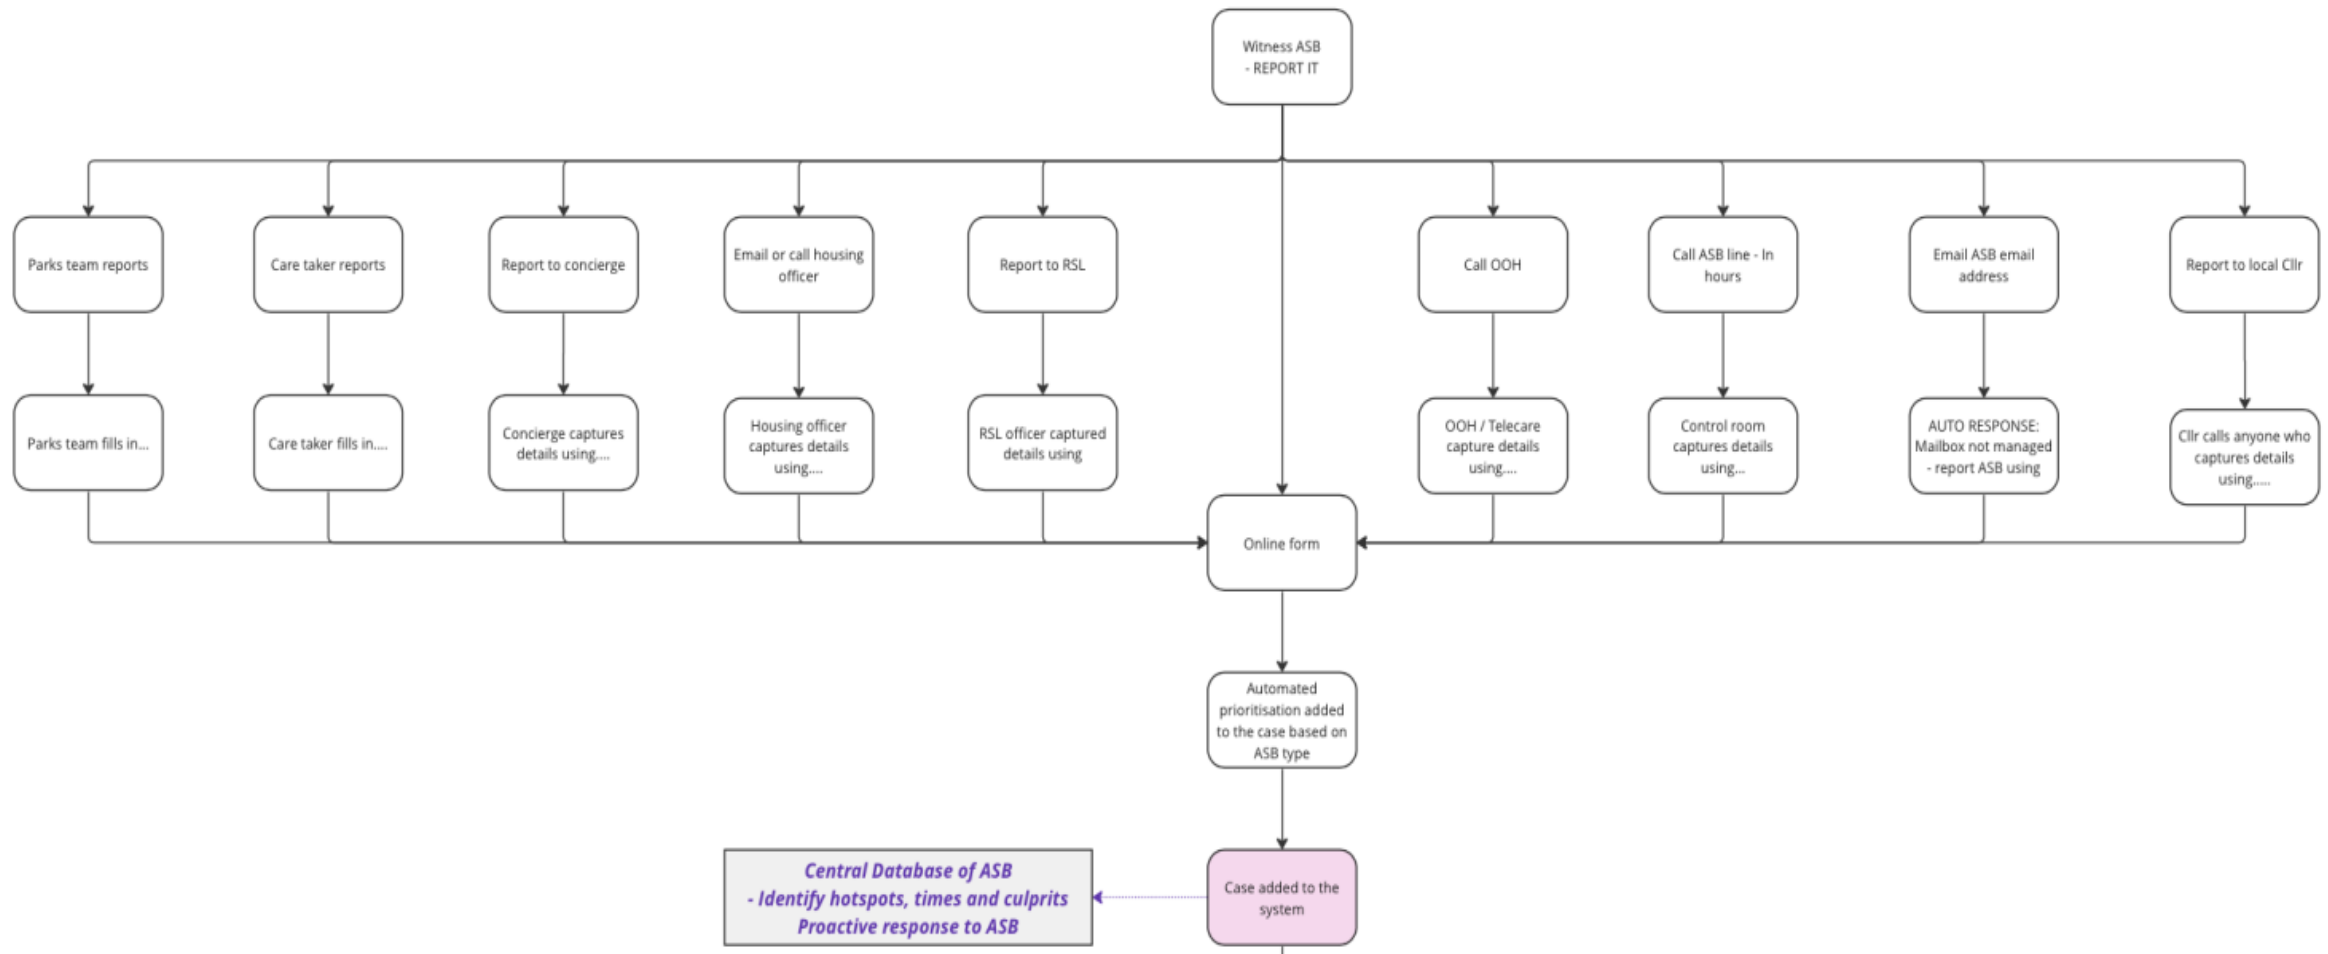 Witness ASB
- REPORT IT
Parks team reports
Care taker reports
Report to concierge
Email or call housing
officer
Report to RSL
Call OOH
Call ASB line - In
hours
Email ASB email
address
Report to local Cllr
Parks team fills in...
Care taker fills in....
Concierge captures
details using....
Housing officer
captures details
using....
RSL officer captured
details using
OOH / Telecare
capture details
using....
Control room
captures details
using...
AUTO RESPONSE:
Mailbox not managed
- report ASB using
Cllr calls anyone who
captures details
using.....
Online form
Automated
prioritisation added
to the case based on
ASB type
Central Database of ASB
- Identify hotspots, times and culprits
Proactive response to ASB
Case added to the
system